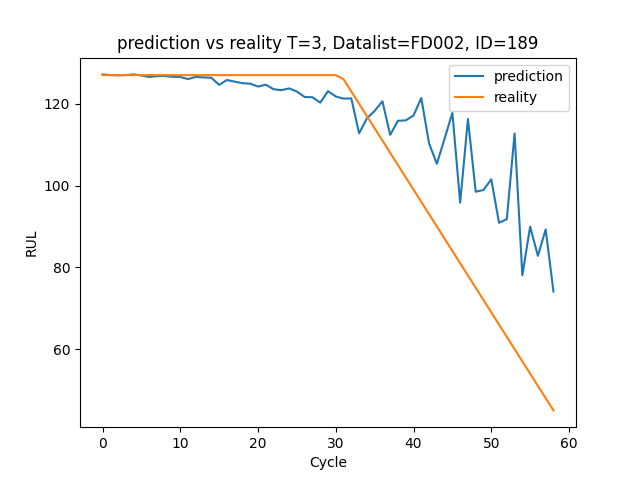 prediction vs reality T=3, Datalist=FD002, ID=189
prediction
reality
120
100
80
60
RUL
0 10 20 30 40 50 60
Cycle